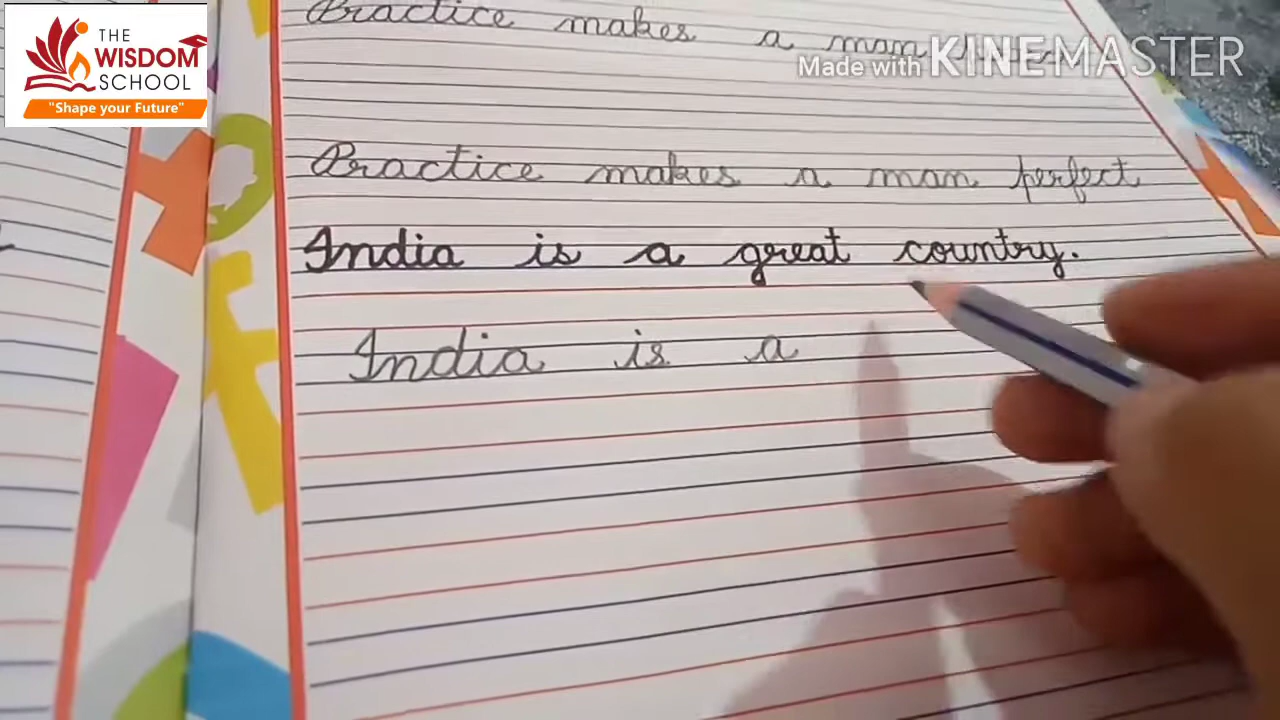 THE
WISDOM
SCHOOL
"Shape your Future"
Practice makes a man
Made with KINEMASTER
Practice makes a man perfect
India is a great country.
India is a